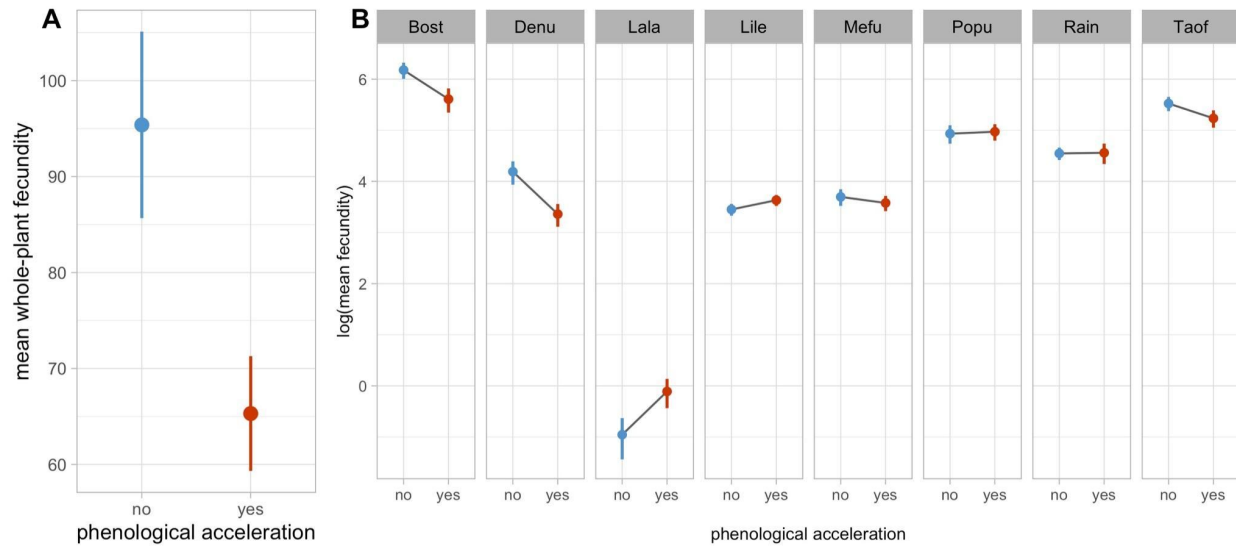 A
mean whole-plant fecundity
100
90
80
70
60
no yes
phenological acceleration
B
Bost Denu Lala Lile Mefu Popu Rain Taof
log(mean fecundity)
6
4
2
0
no yes no yes no yes no yes no yes no yes no yes no yes
phenological acceleration